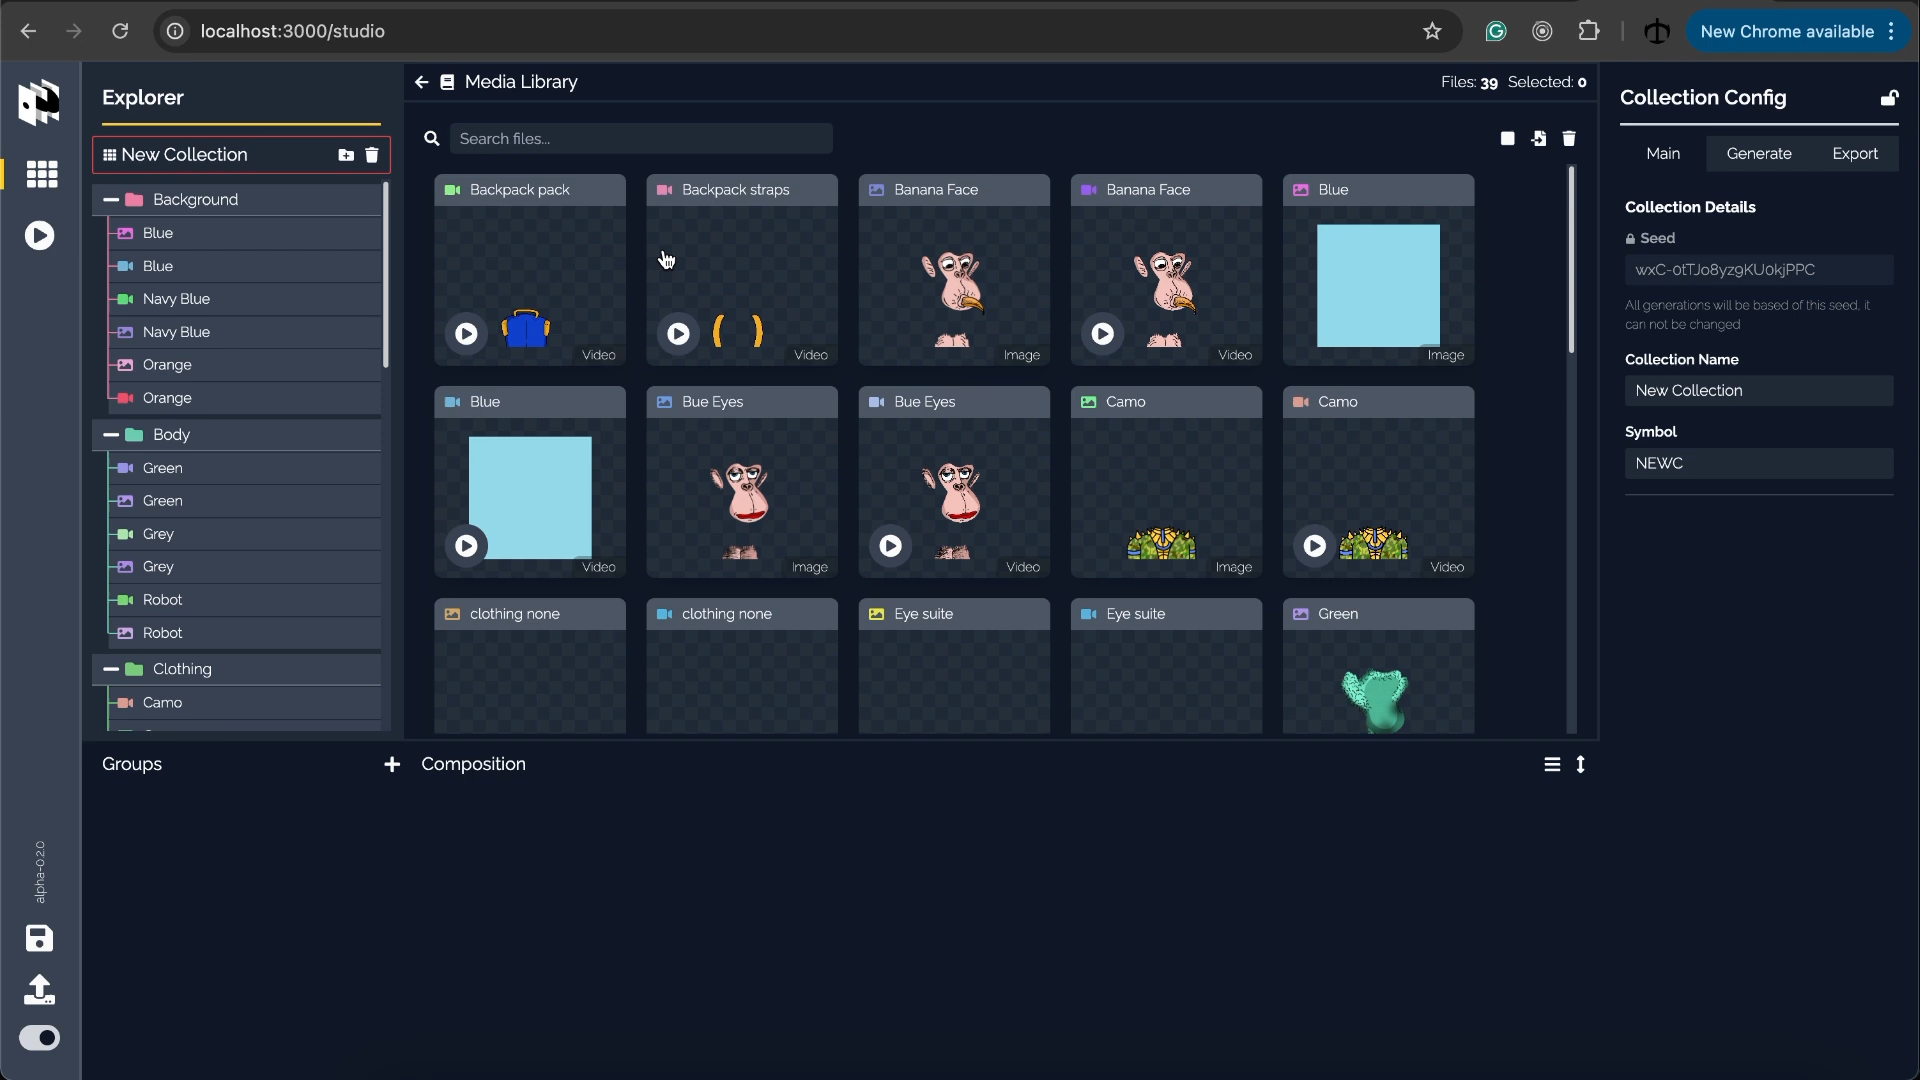 localhost:3000/studio
New Chrome available
Explorer
New Collection
Background
Blue
Blue
Navy Blue
Navy Blue
Orange
Orange
Body
Green
Green
Grey
Grey
Robot
Robot
Clothing
Camo
Media Library
Files: 39 Selected: 0
Search files...
Backpack pack
Backpack straps
Banana Face
Banana Face
Blue
Video
Video
Image
Video
Image
Blue
Bue Eyes
Bue Eyes
Camo
Camo
Video
Image
Video
Image
Video
clothing none
clothing none
Eye suite
Eye suite
Green
Collection Config
Main Generate Export
Collection Details
Seed
wxC-0tTJo8yz9KU0kjPPC
All generations will be based of this seed, it
can not be changed
Collection Name
New Collection
Symbol
NEWC
Groups
Composition
alpha-0.2.0